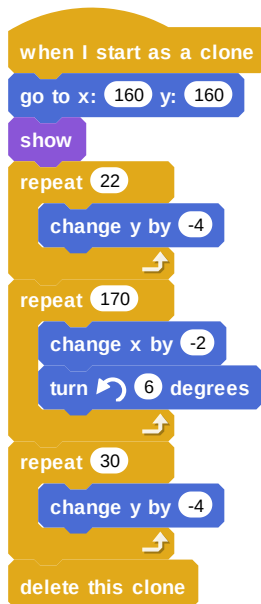 when I start as a clone
go to x: 160 y: 160
show
repeat 22
change y by -4
repeat 170
change x by -2
turn 6 degrees
repeat 30
change y by -4
delete this clone